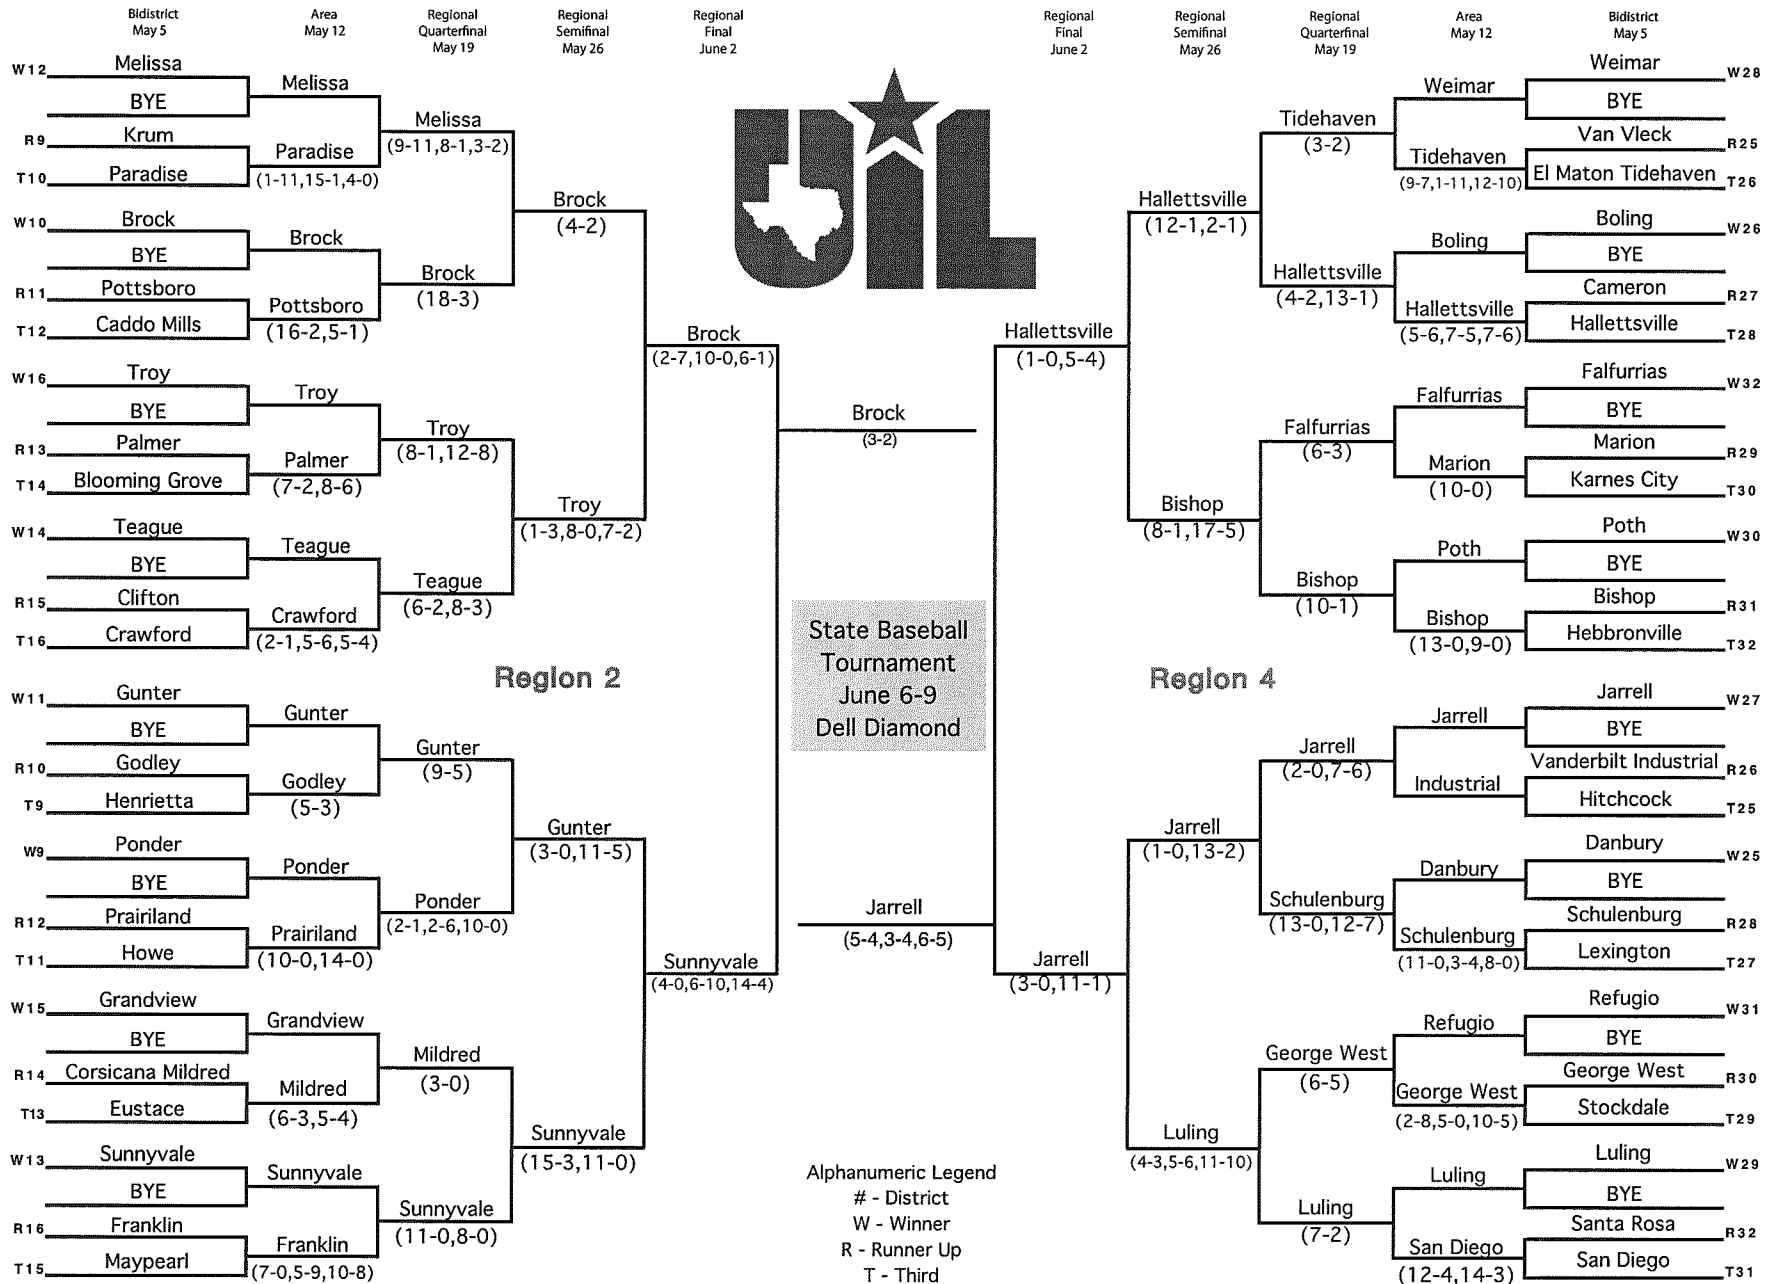 Bidistrict
May 5
Area
May 12
Regional
Quarterfinal
May 19
Regional
Semifinal
May 26
Regional
Final
June 2
Regional
Final
June 2
Regional
Semifinal
May 26
Regional
Quarterfinal
May 19
Area
May 12
Bidistrict
May 5
W12
Melissa
BYE
R9
Krum
T10
Paradise
W10
Brock
BYE
R11
Pottsboro
T12
Caddo Mills
W16
Troy
BYE
R13
Palmer
T14
Blooming Grove
W14
Teague
BYE
R15
Clifton
T16
Crawford
W11
Gunter
BYE
R10
Godley
T9
Henrietta
W9
Ponder
BYE
R12
Prairiland
T11
Howe
W15
Grandview
BYE
R14
Corsicana Mildred
T13
Eustace
W13
Sunnyvale
BYE
R16
Franklin
T15
Maypearl
Melissa
Paradise
(1-11,15-1,4-0)
Brock
Pottsboro
(16-2,5-1)
Troy
Palmer
(7-2,8-6)
Teague
Crawford
(2-1,5-6,5-4)
Gunter
Godley
(5-3)
Ponder
Prairiland
(10-0,14-0)
Grandview
Mildred
(6-3,5-4)
Sunnyvale
Franklin
(7-0,5-9,10-8)
Melissa
(9-11,8-1,3-2)
Brock
(18-3)
Troy
(8-1,12-8)
Teague
(6-2,8-3)
Gunter
(9-5)
Ponder
(2-1,2-6,10-0)
Mildred
(3-0)
Sunnyvale
(11-0,8-0)
Brock
(4-2)
Troy
(1-3,8-0,7-2)
Region 2
Gunter
(3-0,11-5)
Sunnyvale
(15-3,11-0)
Brock
(2-7,10-0,6-1)
Sunnyvale
(4-0,6-10,14-4)
UIL
Brock
(3-2)
State Baseball
Tournament
June 6-9
Dell Diamond
Jarrell
(5-4,3-4,6-5)
Alphanumeric Legend
# - District
W - Winner
R - Runner Up
T - Third
Hallettsville
(1-0,5-4)
Jarrell
(3-0,11-1)
Hallettsville
(12-1,2-1)
Bishop
(8-1,17-5)
Region 4
Jarrell
(1-0,13-2)
Luling
(4-3,5-6,11-10)
Tidehaven
(3-2)
Hallettsville
(4-2,13-1)
Falfurrias
(6-3)
Bishop
(10-1)
Jarrell
(2-0,7-6)
Schulenburg
(13-0,12-7)
George West
(6-5)
Luling
(7-2)
Weimar
Tidehaven
(9-7,1-11,12-10)
Boling
Hallettsville
(5-6,7-5,7-6)
Falfurrias
Marion
(10-0)
Poth
Bishop
(13-0,9-0)
Jarrell
Industrial
Danbury
Schulenburg
(11-0,3-4,8-0)
Refugio
George West
(2-8,5-0,10-5)
Luling
San Diego
(12-4,14-3)
Weimar
W28
BYE
Van Vleck
R25
El Maton Tidehaven
T26
Boling
W26
BYE
Cameron
R27
Hallettsville
T28
Falfurrias
W32
BYE
Marion
R29
Karnes City
T30
Poth
W30
BYE
Bishop
R31
Hebbronville
T32
Jarrell
W27
BYE
Vanderbilt Industrial
R26
Hitchcock
T25
Danbury
W25
BYE
Schulenburg
R28
Lexington
T27
Refugio
W31
BYE
George West
R30
Stockdale
T29
Luling
W29
BYE
Santa Rosa
R32
San Diego
T31